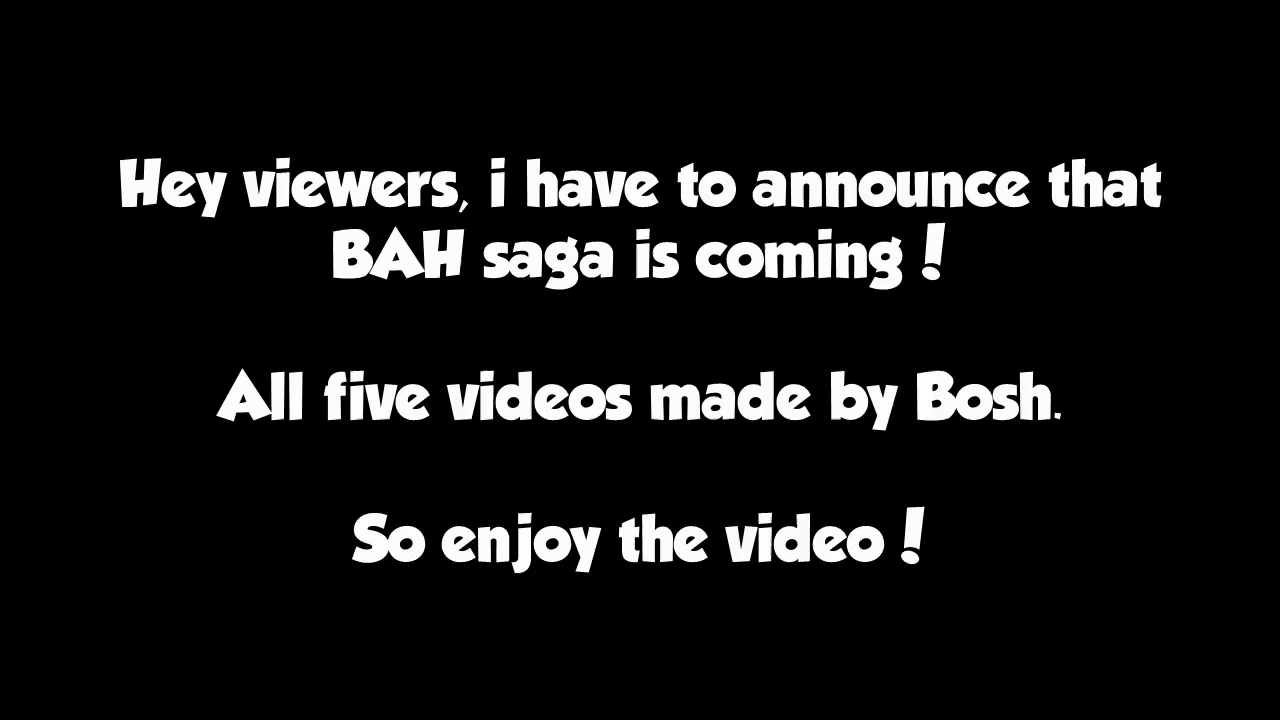 Hey viewers, i have to announce that
BAH saga is coming!
All five videos made by Bosh.
So enjoy the video!